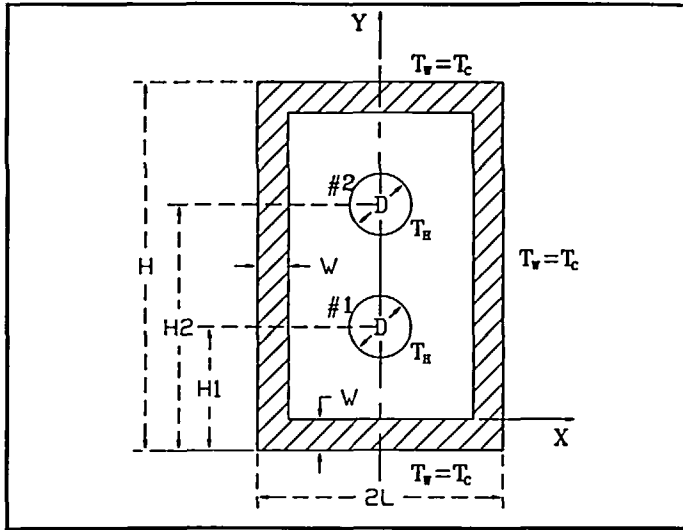 Y
T_w=T_c
#2
D
T_H
H
W
T_w=T_c
H2
#1
D
T_H
H1
W
X
T_w=T_c
2L